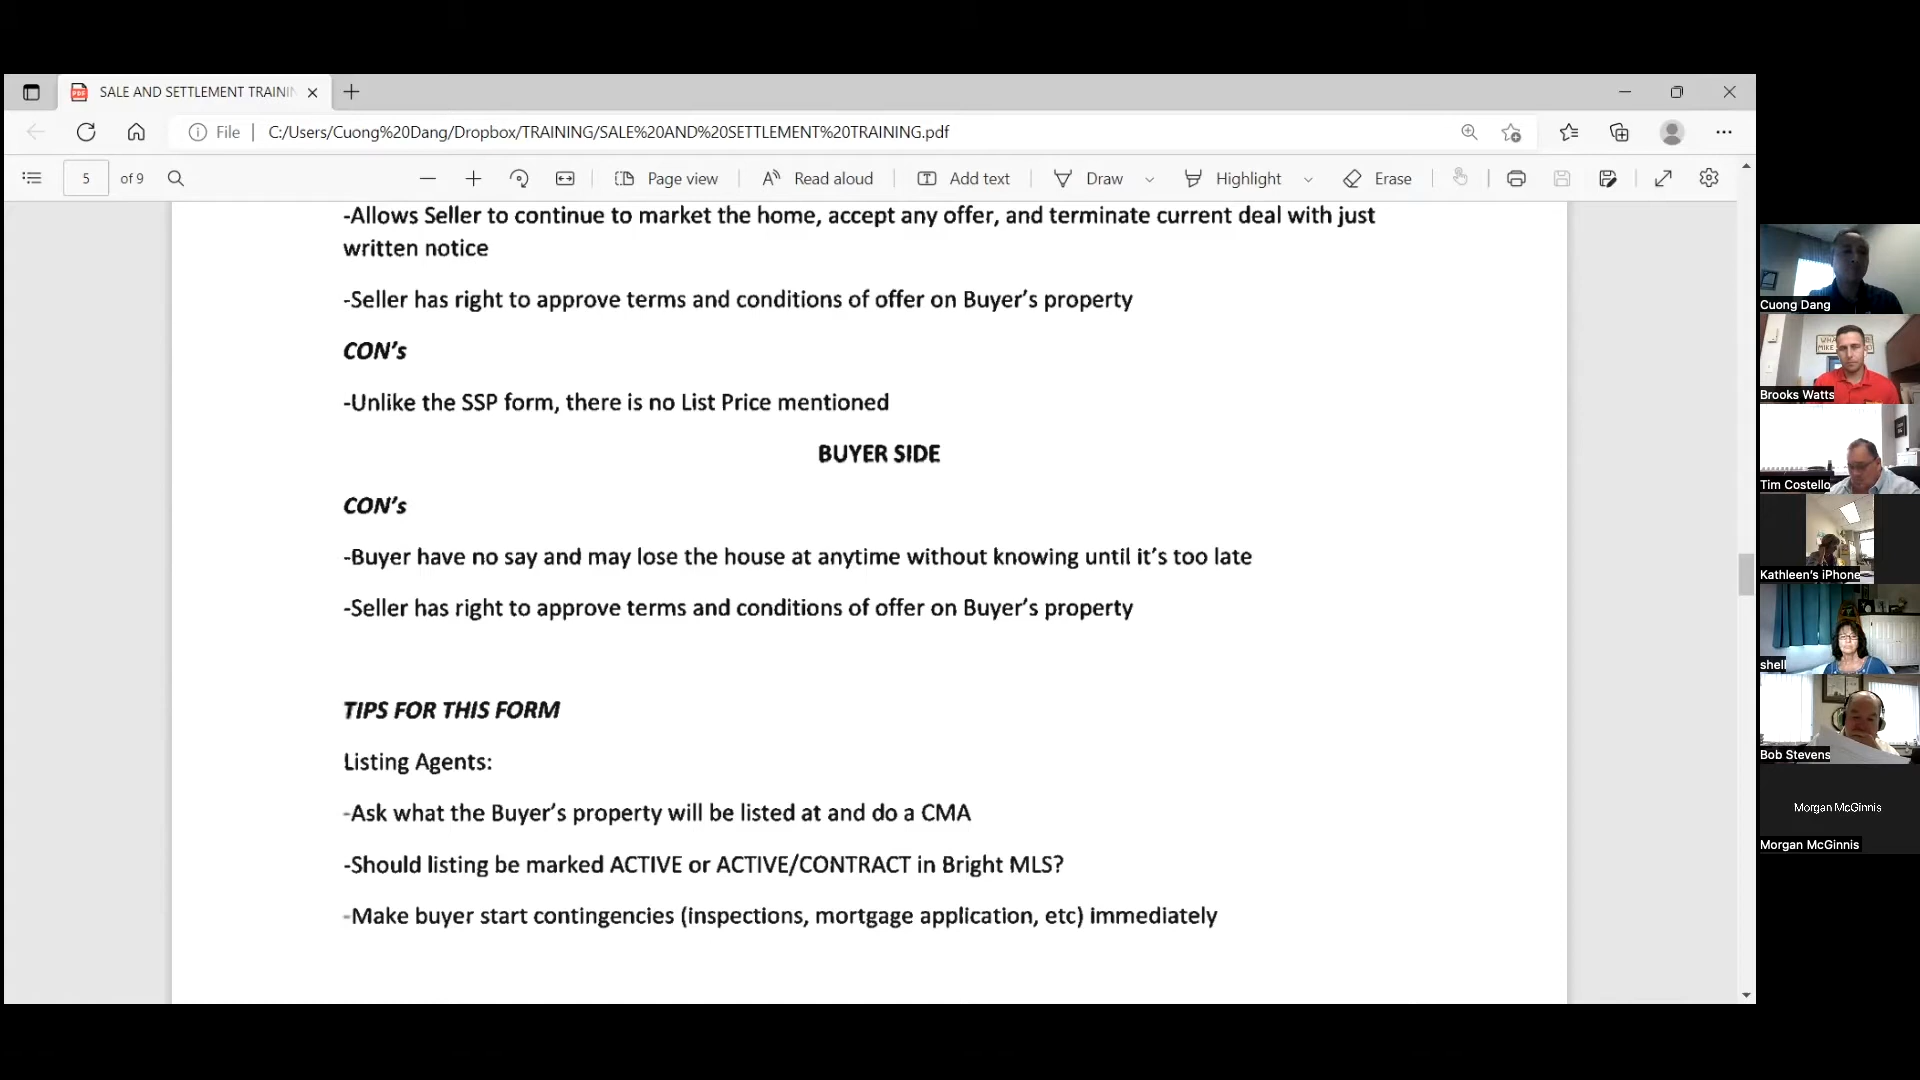 SALE AND SETTLEMENT TRAININ
File
C:/Users/Cuong%20Dang/Dropbox/TRAINING/SALE%20AND%20SETTLEMENT%20TRAINING.pdf
5 of 9
Page view
Read aloud
Add text
Draw
Highlight
Erase
-Allows Seller to continue to market the home, accept any offer, and terminate current deal with just
written notice
-Seller has right to approve terms and conditions of offer on Buyer's property
CON's
-Unlike the SSP form, there is no List Price mentioned
BUYER SIDE
CON's
-Buyer have no say and may lose the house at anytime without knowing until it's too late
-Seller has right to approve terms and conditions of offer on Buyer's property
TIPS FOR THIS FORM
Listing Agents:
-Ask what the Buyer's property will be listed at and do a CMA
-Should listing be marked ACTIVE or ACTIVE/CONTRACT in Bright MLS?
-Make buyer start contingencies (inspections, mortgage application, etc) immediately
Cuong Dang
Brooks Watts
Tim Costello
Kathleen's iPhone
shell
Bob Stevens
Morgan McGinnis
Morgan McGinnis